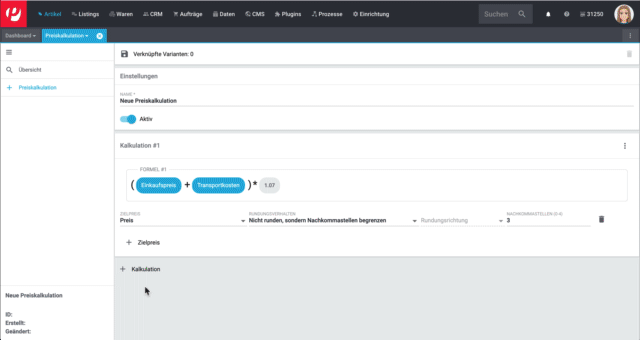 Artikel Listings Waren CRM Aufträge Daten CMS Plugins Prozesse Einrichtung Suchen 31250
Dashboard Preiskalkulation
Verknüpfte Varianten: 0
Übersicht
Einstellungen
Preiskalkulation
NAME *
Neue Preiskalkulation
Aktiv
Kalkulation #1
FORMEL #1
( Einkaufspreis + Transportkosten ) * 1.07
ZIELPREIS RUNDUNGSVERHALTEN NACHKOMMASTELLEN (0-4)
Preis Nicht runden, sondern Nachkommastellen begrenzen Rundungsrichtung 3
+ Zielpreis
+ Kalkulation
Neue Preiskalkulation
ID:
Erstellt:
Geändert: